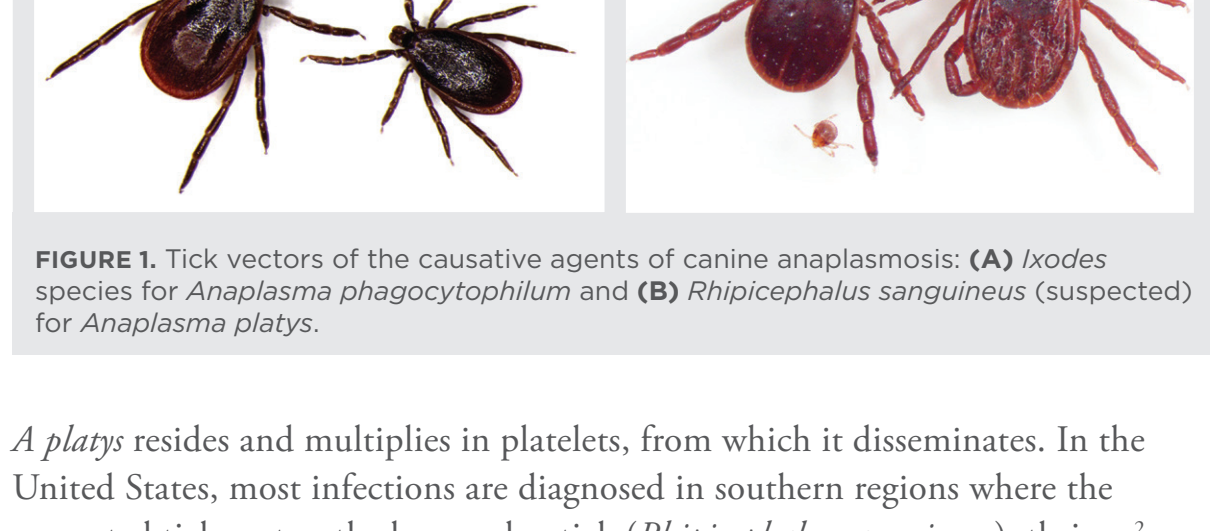 FIGURE 1. Tick vectors of the causative agents of canine anaplasmosis: (A) Ixodes
species for Anaplasma phagocytophilum and (B) Rhipicephalus sanguineus (suspected)
for Anaplasma platys.
A platys resides and multiplies in platelets, from which it disseminates. In the
United States, most infections are diagnosed in southern regions where the